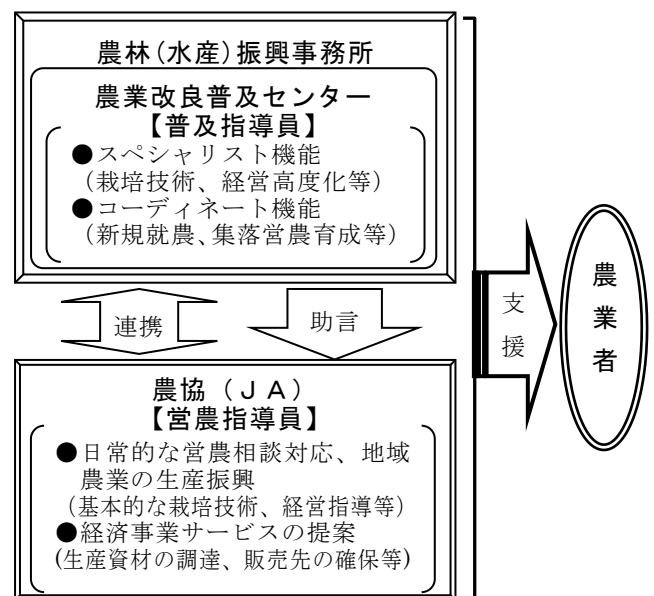 農林(水産)振興事務所
農業改良普及センター
【普及指導員】
●スペシャリスト機能
(栽培技術、経営高度化等)
●コーディネート機能
(新規就農、集落営農育成等)
連携
助言
農協(JA)
【営農指導員】
●日常的な営農相談対応、地域
農業の生産振興
(基本的な栽培技術、経営指導等)
●経済事業サービスの提案
(生産資材の調達、販売先の確保等)
支援
農業者